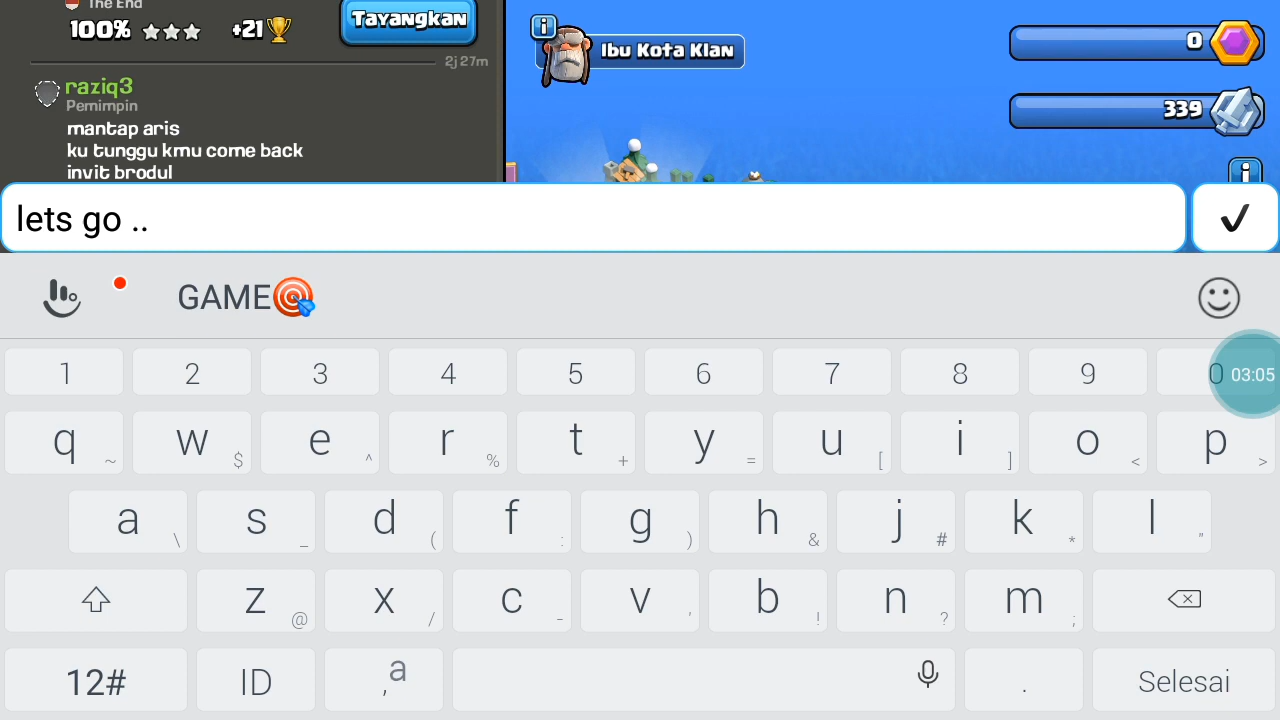 The End
100%
+21
Tayangkan
2j 27m
raziq3
Pemimpin
mantap aris
ku tunggu kmu come back
invit brodul
i
Ibu Kota Klan
0
339
i
lets go ..
GAME
1 2 3 4 5 6 7 8 9 0
03:05
q ~ w $ e ^ r % t + y = u [ i ] o < p >
a \ s _ d ( f : g ) h & j # k * l "
z @ x / c - v ' b ! n ? m ;
12# ID , a . Selesai